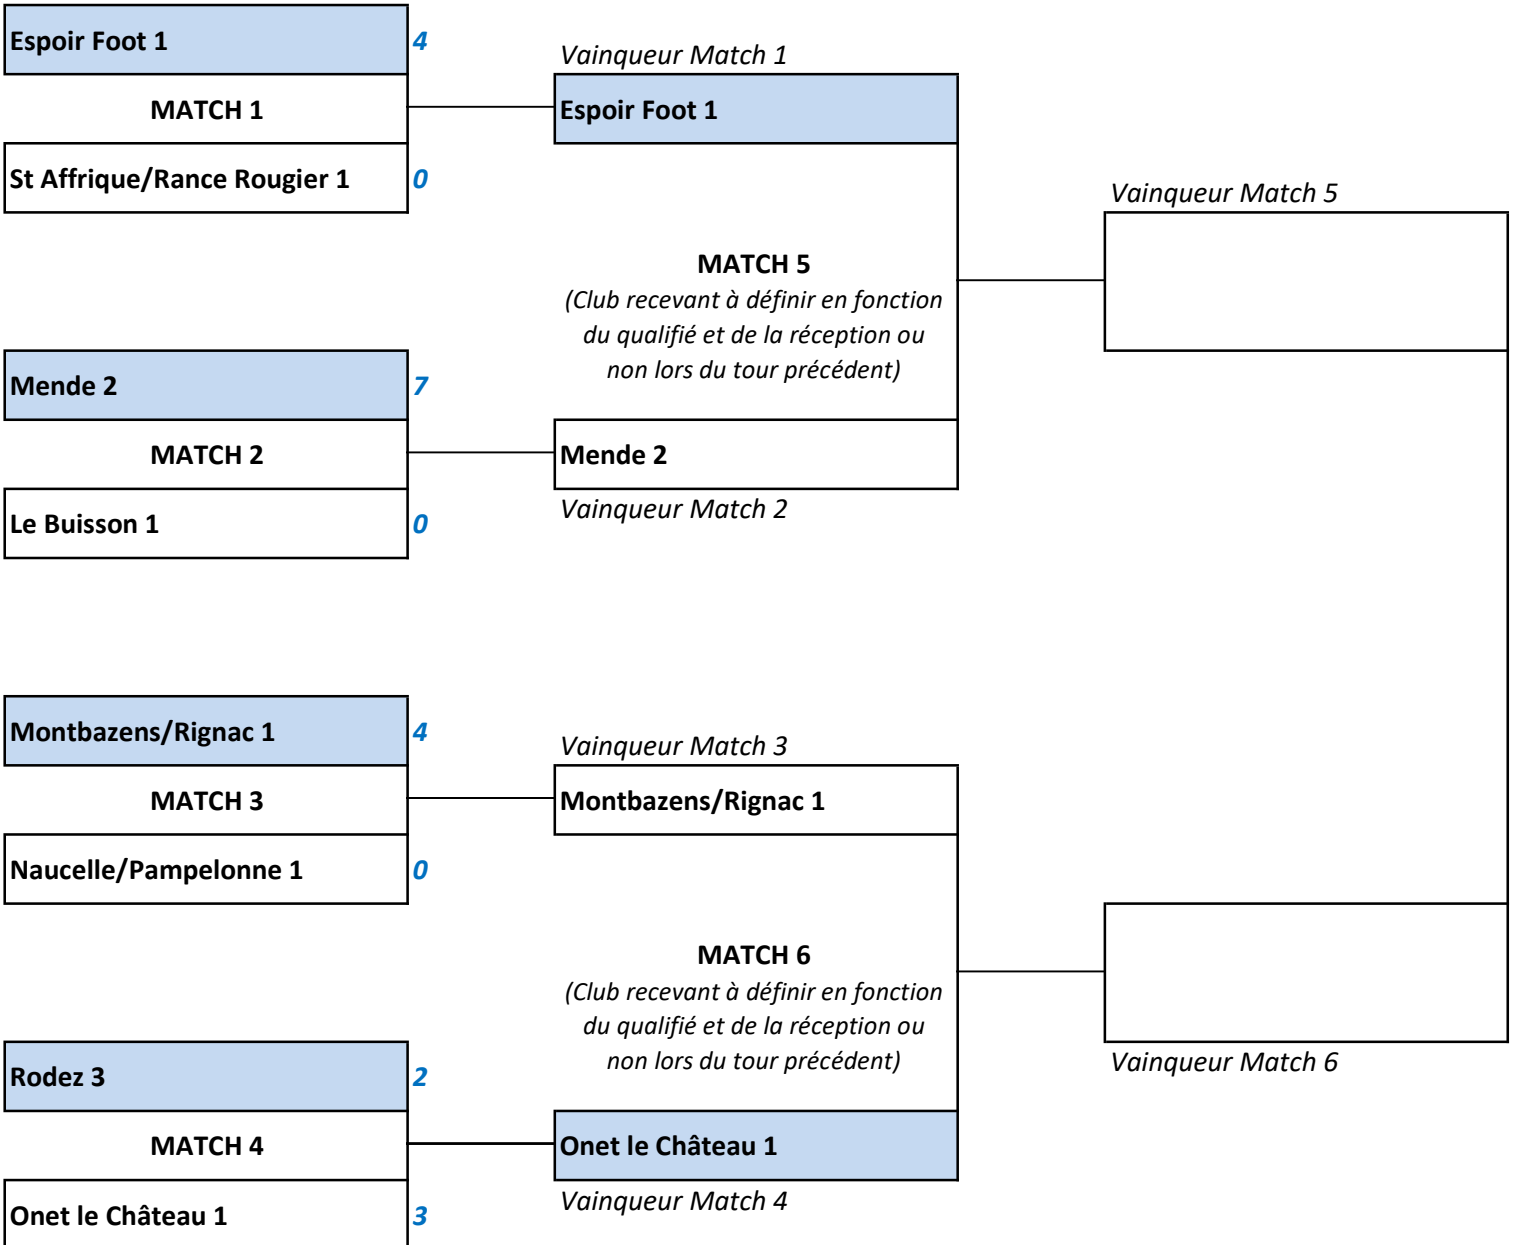 Espoir Foot 1
4
MATCH 1
St Affrique/Rance Rougier 1
0
Mende 2
7
MATCH 2
Le Buisson 1
0
Montbazens/Rignac 1
4
MATCH 3
Naucelle/Pampelonne 1
0
Rodez 3
2
MATCH 4
Onet le Château 1
3
Vainqueur Match 1
Espoir Foot 1
MATCH 5
(Club recevant à définir en fonction
du qualifié et de la réception ou
non lors du tour précédent)
Mende 2
Vainqueur Match 2
Vainqueur Match 3
Montbazens/Rignac 1
MATCH 6
(Club recevant à définir en fonction
du qualifié et de la réception ou
non lors du tour précédent)
Onet le Château 1
Vainqueur Match 4
Vainqueur Match 5
Vainqueur Match 6